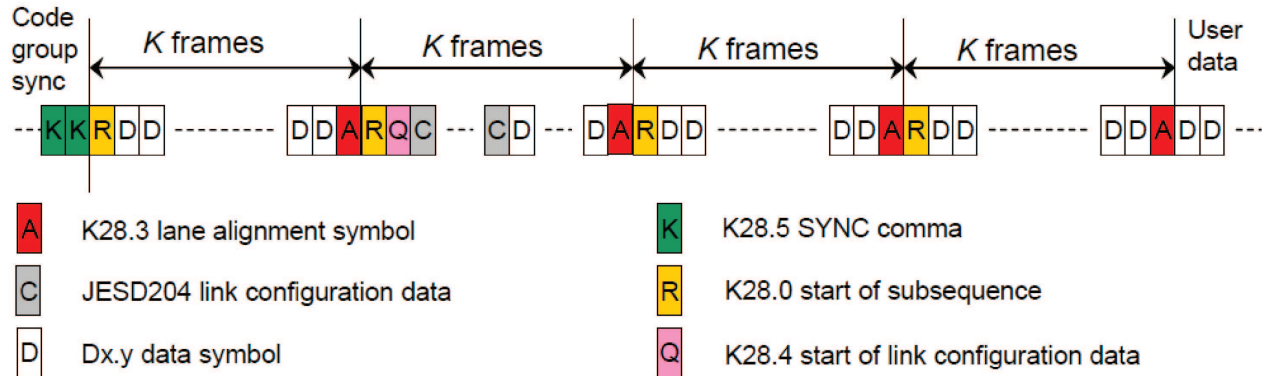 Code
group
sync
K frames
K frames
K frames
K frames
User
data
K K R D D D D A R Q C C D D A R D D D D A R D D D D A D D
A K28.3 lane alignment symbol
K K28.5 SYNC comma
C JESD204 link configuration data
R K28.0 start of subsequence
D Dx.y data symbol
Q K28.4 start of link configuration data